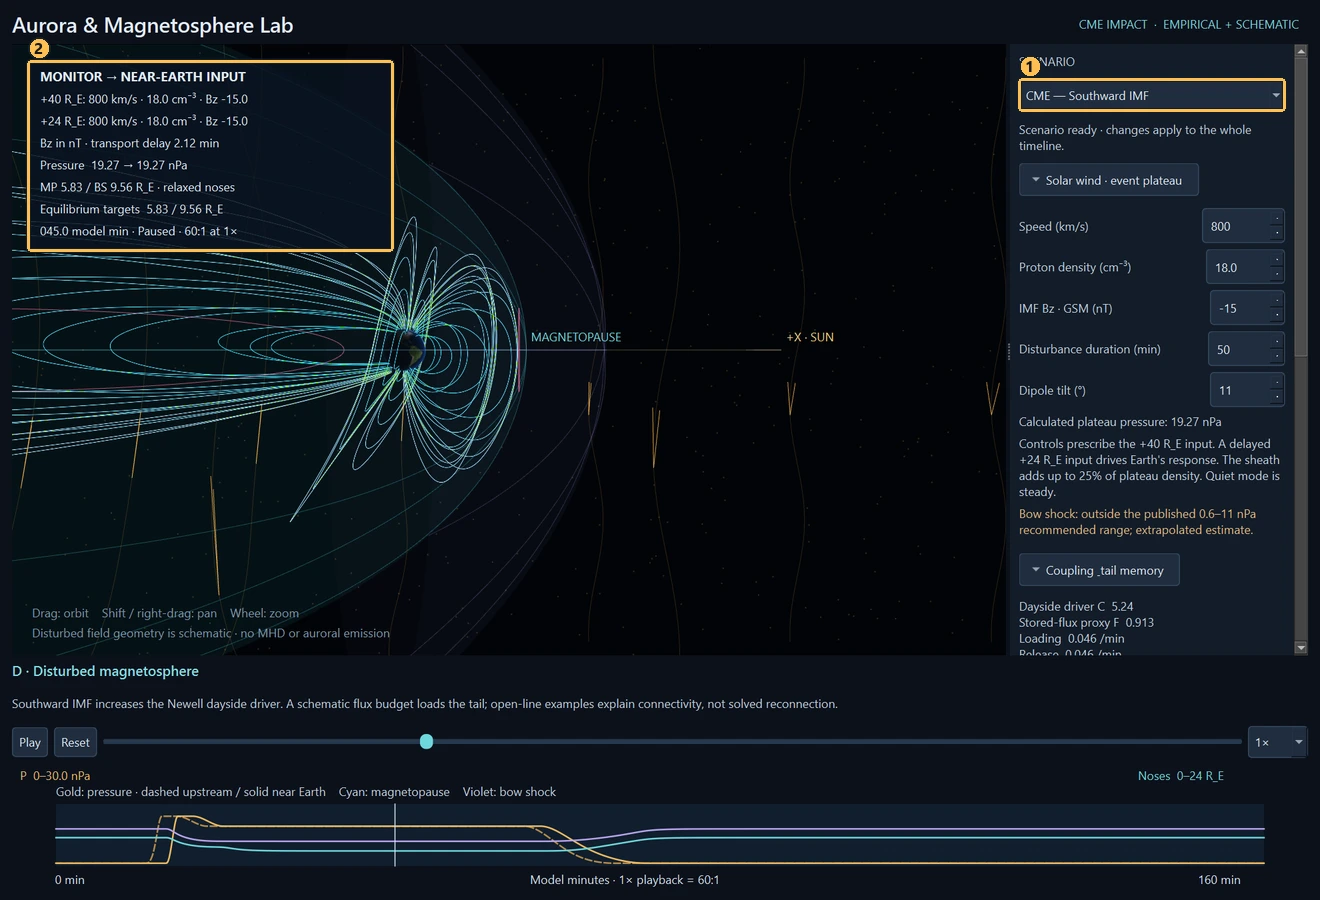 Aurora & Magnetosphere Lab
CME IMPACT · EMPIRICAL + SCHEMATIC
2
MONITOR → NEAR-EARTH INPUT
+40 R_E: 800 km/s · 18.0 cm⁻³ · Bz -15.0
+24 R_E: 800 km/s · 18.0 cm⁻³ · Bz -15.0
Bz in nT · transport delay 2.12 min
Pressure 19.27 → 19.27 nPa
MP 5.83 / BS 9.56 R_E · relaxed noses
Equilibrium targets 5.83 / 9.56 R_E
045.0 model min · Paused · 60:1 at 1×
MAGNETOPAUSE
+X · SUN
Drag: orbit Shift / right-drag: pan Wheel: zoom
Disturbed field geometry is schematic · no MHD or auroral emission
1
NARIO
CME — Southward IMF
Scenario ready · changes apply to the whole
timeline.
Solar wind · event plateau
Speed (km/s) 800
Proton density (cm⁻³) 18.0
IMF Bz · GSM (nT) -15
Disturbance duration (min) 50
Dipole tilt (°) 11
Calculated plateau pressure: 19.27 nPa
Controls prescribe the +40 R_E input. A delayed
+24 R_E input drives Earth's response. The sheath
adds up to 25% of plateau density. Quiet mode is
steady.
Bow shock: outside the published 0.6–11 nPa
recommended range; extrapolated estimate.
Coupling _tail memory
Dayside driver C 5.24
Stored-flux proxy F 0.913
Loading 0.046 /min
Release 0.046 /min
D · Disturbed magnetosphere
Southward IMF increases the Newell dayside driver. A schematic flux budget loads the tail; open-line examples explain connectivity, not solved reconnection.
Play Reset 1×
P 0–30.0 nPa
Noses 0–24 R_E
Gold: pressure · dashed upstream / solid near Earth Cyan: magnetopause Violet: bow shock
0 min
Model minutes · 1× playback = 60:1
160 min